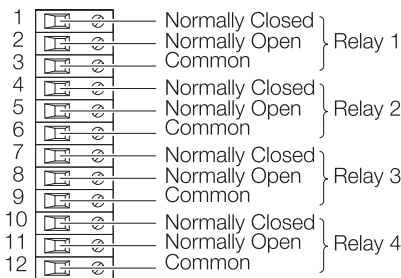 1 Normally Closed
2 Normally Open Relay 1
3 Common
4 Normally Closed
5 Normally Open Relay 2
6 Common
7 Normally Closed
8 Normally Open Relay 3
9 Common
10 Normally Closed
11 Normally Open Relay 4
12 Common